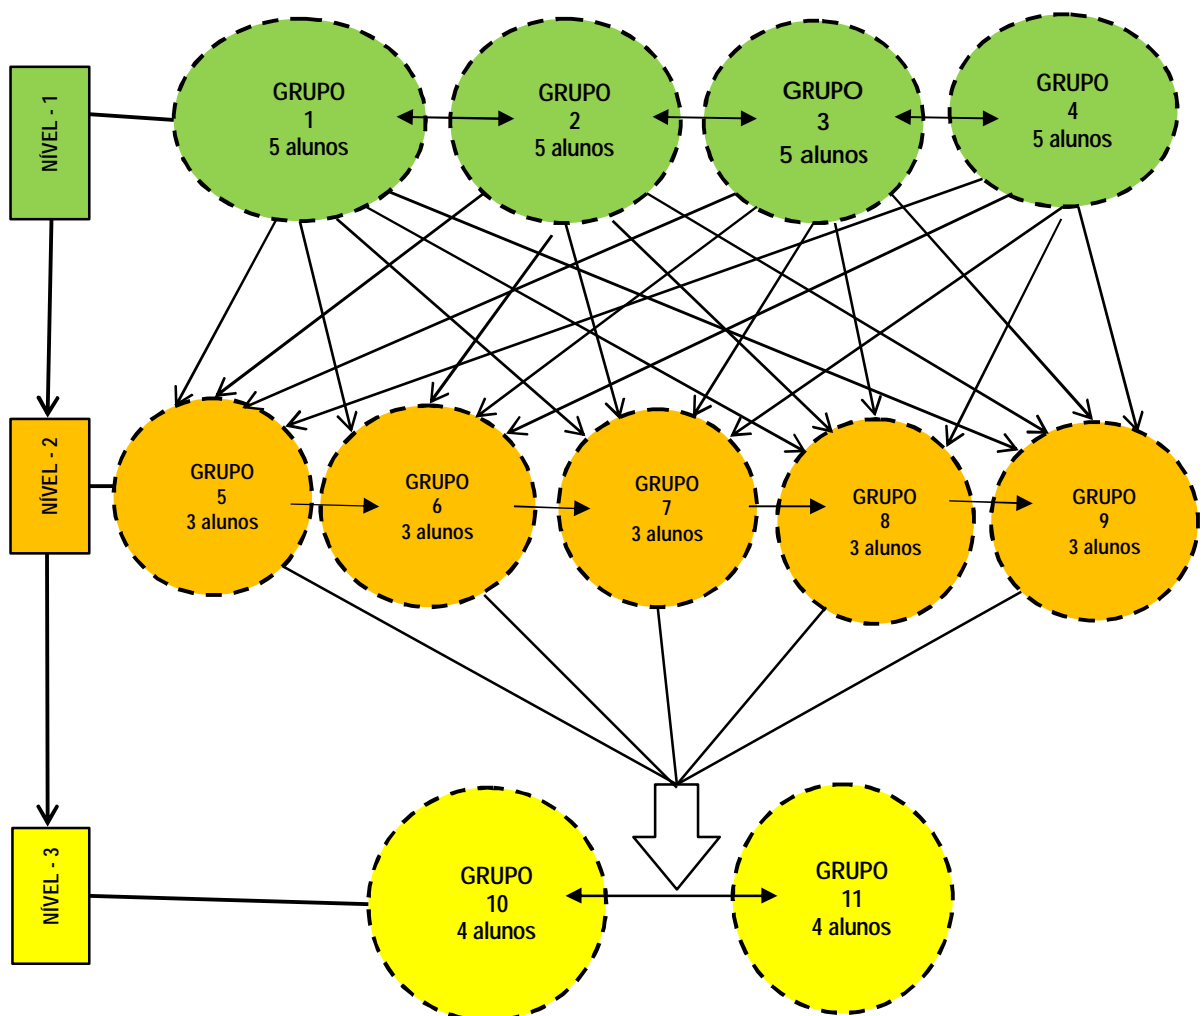 NÍVEL - 1
GRUPO
1
5 alunos
GRUPO
2
5 alunos
GRUPO
3
5 alunos
GRUPO
4
5 alunos
NÍVEL - 2
GRUPO
5
3 alunos
GRUPO
6
3 alunos
GRUPO
7
3 alunos
GRUPO
8
3 alunos
GRUPO
9
3 alunos
NÍVEL - 3
GRUPO
10
4 alunos
GRUPO
11
4 alunos